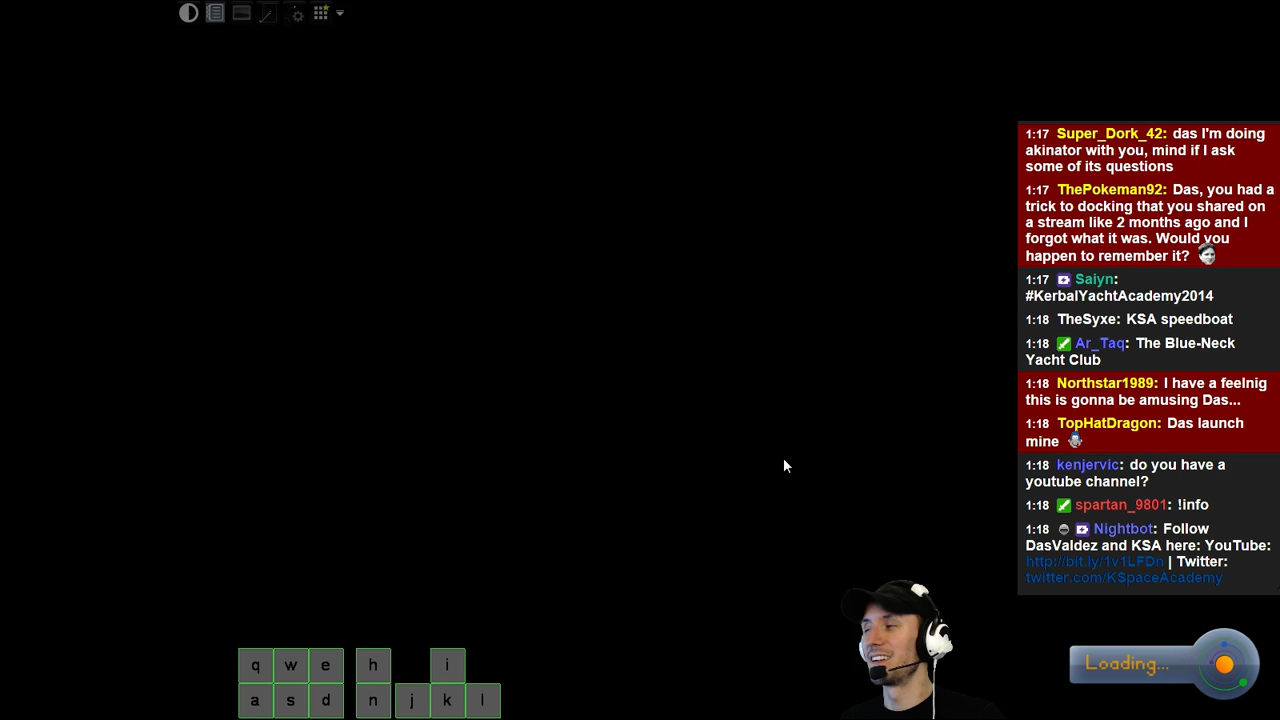 1:17 Super_Dork_42: das I'm doing
akinator with you, mind if I ask
some of its questions
1:17 ThePokeman92: Das, you had a
trick to docking that you shared on
a stream like 2 months ago and I
forgot what it was. Would you
happen to remember it?
1:17 Saiyn:
#KerbalYachtAcademy2014
1:18 TheSyxe: KSA speedboat
1:18 Ar_Taq: The Blue-Neck
Yacht Club
1:18 Northstar1989: I have a feelnig
this is gonna be amusing Das...
1:18 TopHatDragon: Das launch
mine
1:18 kenjervic: do you have a
youtube channel?
1:18 spartan_9801: !info
1:18 Nightbot: Follow
DasValdez and KSA here: YouTube:
http://bit.ly/1v1LFDn | Twitter:
twitter.com/KSpaceAcademy
q w e h i
a s d n j k l
Loading...